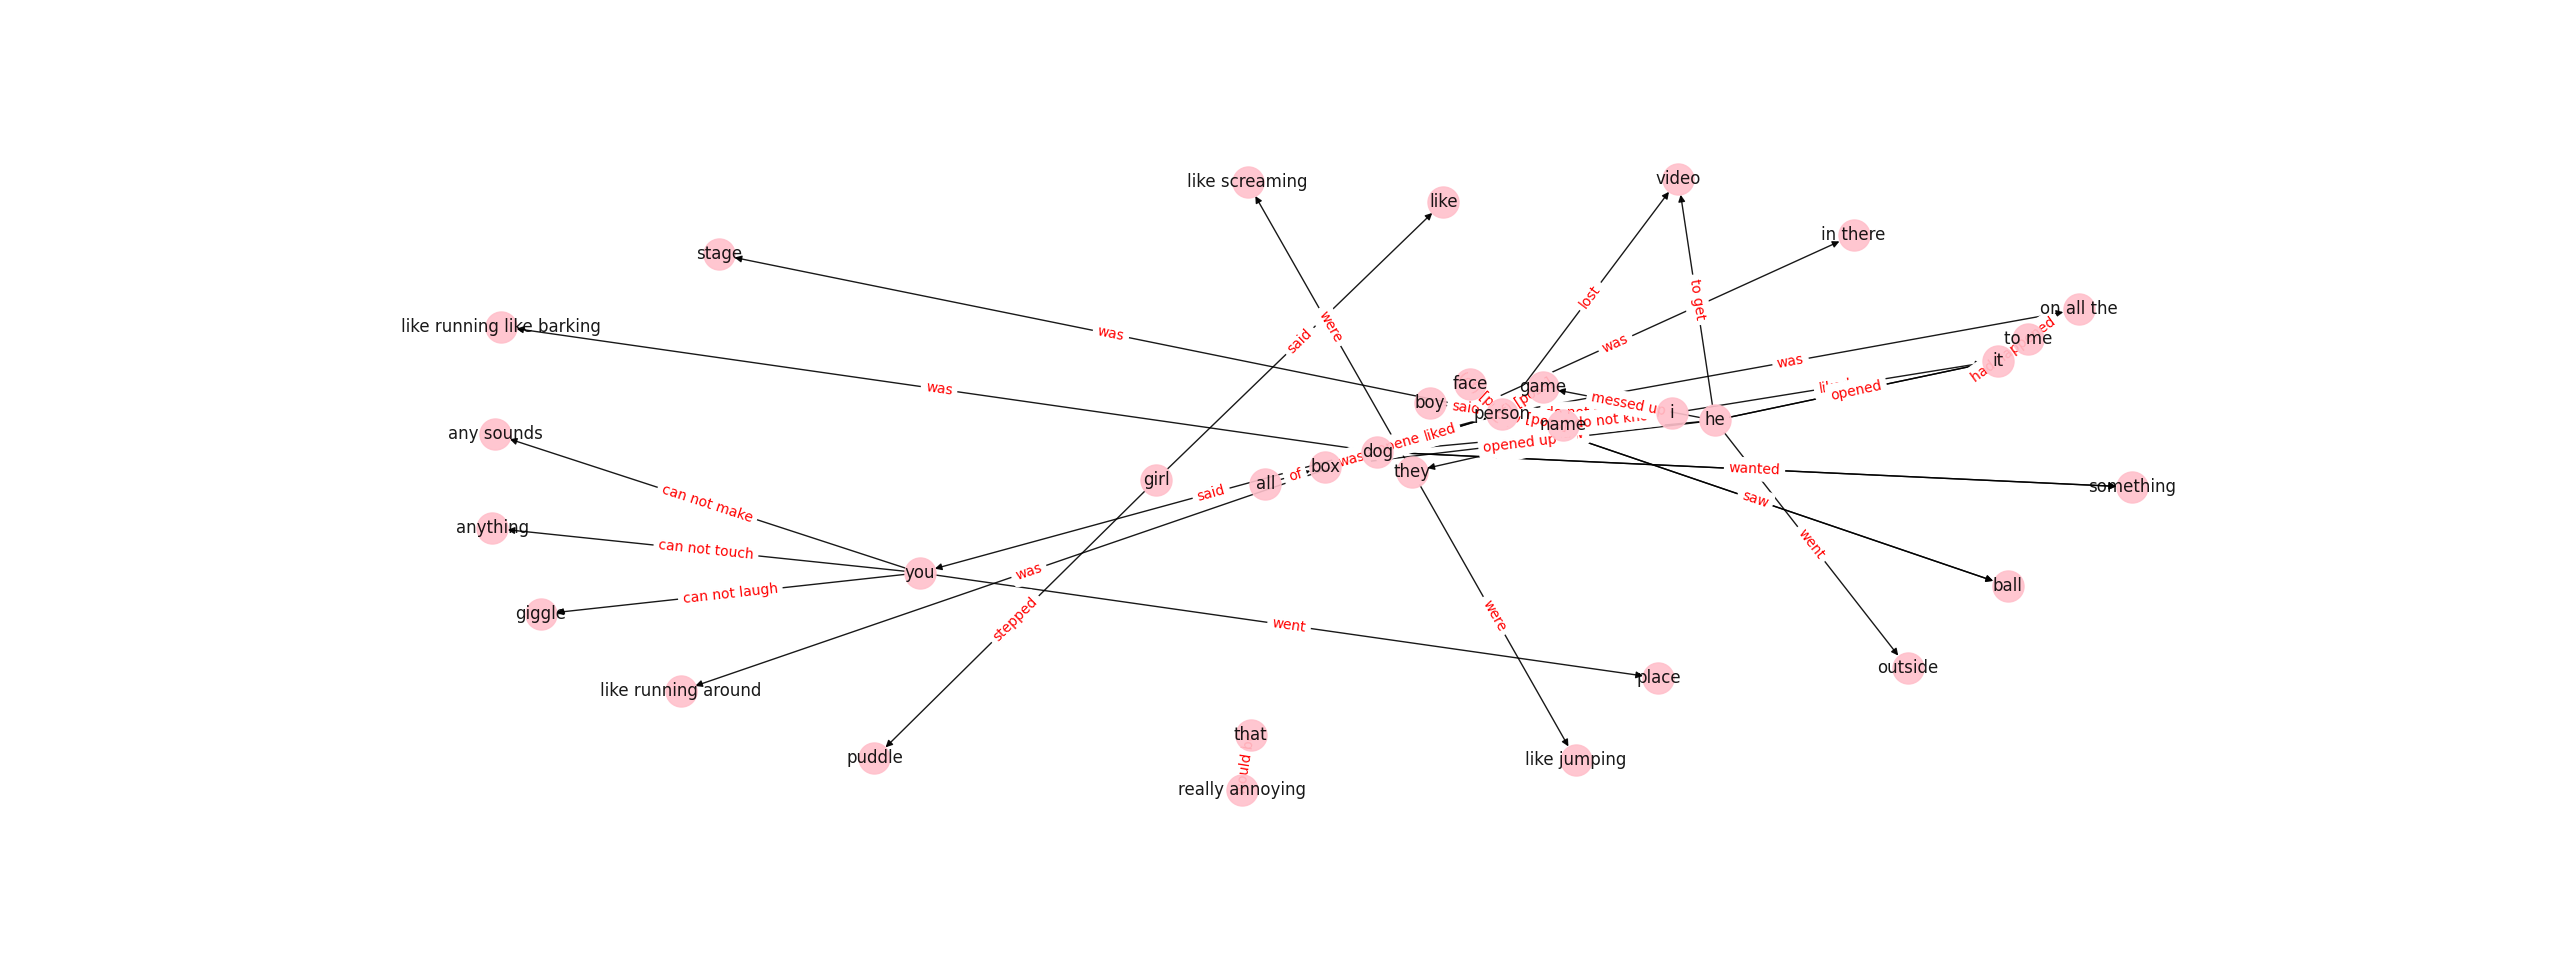 like screaming
video
like
in there
stage
were
to get
lost
on all the
like running like barking
was
said
was
to me
it
was
was
face
game
opened
boy
said
person
messed up
i
he
name
any sounds
liked
opened up
dog
they
was
box
of
all
girl
said
wanted
something
can not make
saw
anything
can not touch
went
you
was
ball
can not laugh
giggle
stepped
were
went
outside
like running around
place
that
puddle
like jumping
really annoying